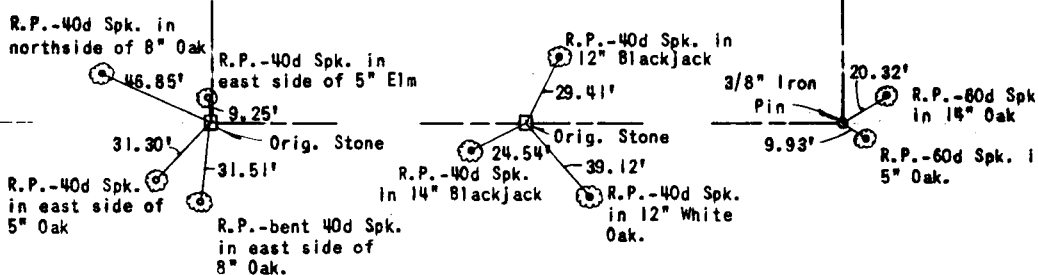 R.P.-40d Spk. in
northside of 8" Oak
46.85'
R.P.-40d Spk. in
east side of 5" Elm
9.25'
Orig. Stone
31.30'
31.51'
R.P.-40d Spk.
in east side of
5" Oak
R.P.-bent 40d Spk.
in east side of
8" Oak.
R.P.-40d Spk. in
12" Blackjack
29.41'
Orig. Stone
24.54'
39.12'
R.P.-40d Spk.
in 14" Blackjack
R.P.-40d Spk.
in 12" White
Oak.
3/8" Iron
Pin
20.32'
R.P.-60d Spk
in 14" Oak
9.93'
R.P.-60d Spk. i
5" Oak.